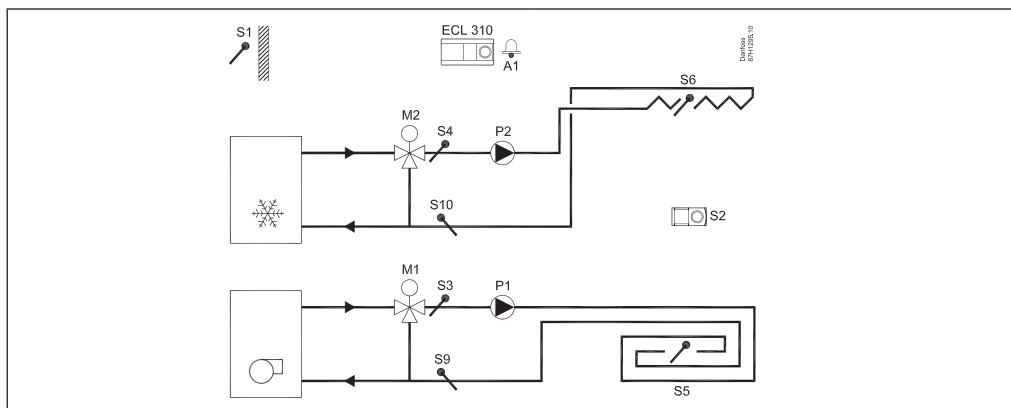 S1
ECL 310
A1
Danfoss
87H1295.10
S6
M2
S4
P2
S10
S2
M1
S3
P1
S9
S5